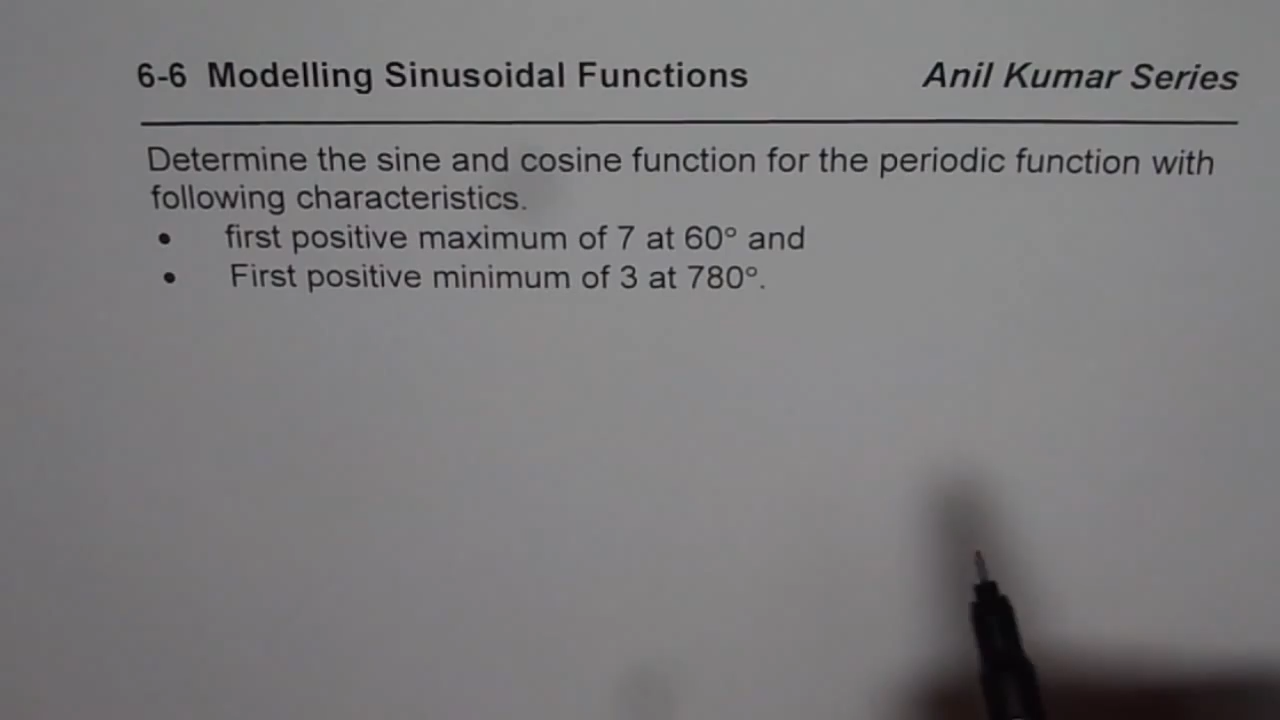 6-6 Modelling Sinusoidal Functions Anil Kumar Series
Determine the sine and cosine function for the periodic function with
following characteristics.
• first positive maximum of 7 at 60° and
• First positive minimum of 3 at 780°.